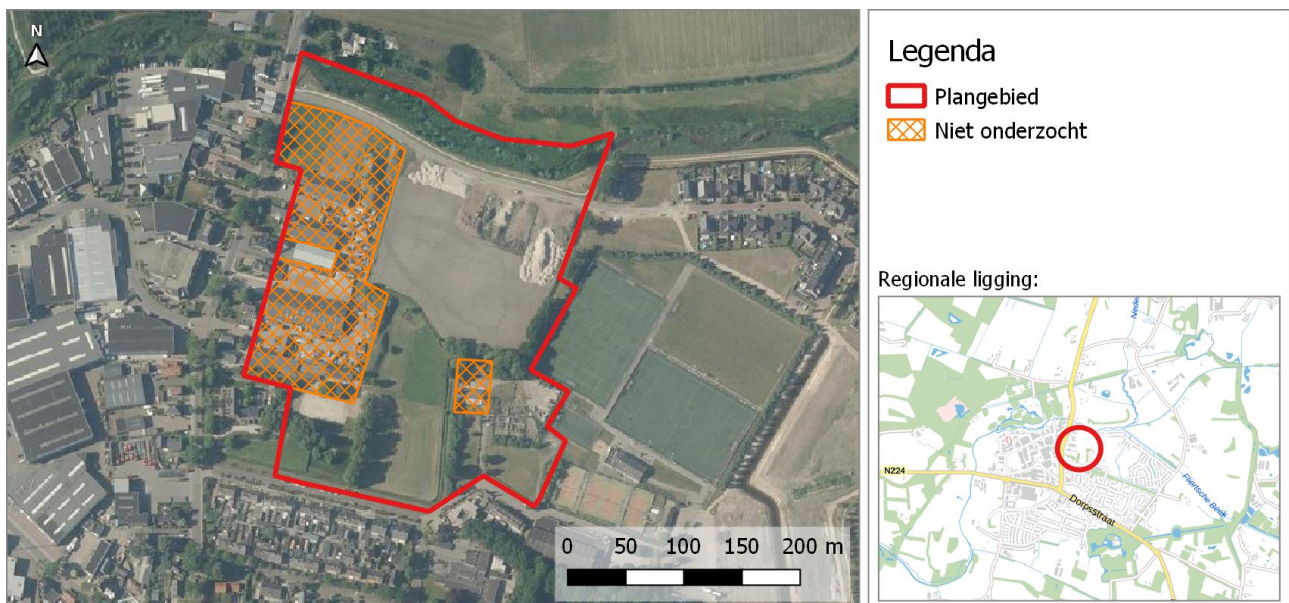 N
0 50 100 150 200 m
Legenda
Plangebied
Niet onderzocht
Regionale ligging:
N224
Dorpsstraat